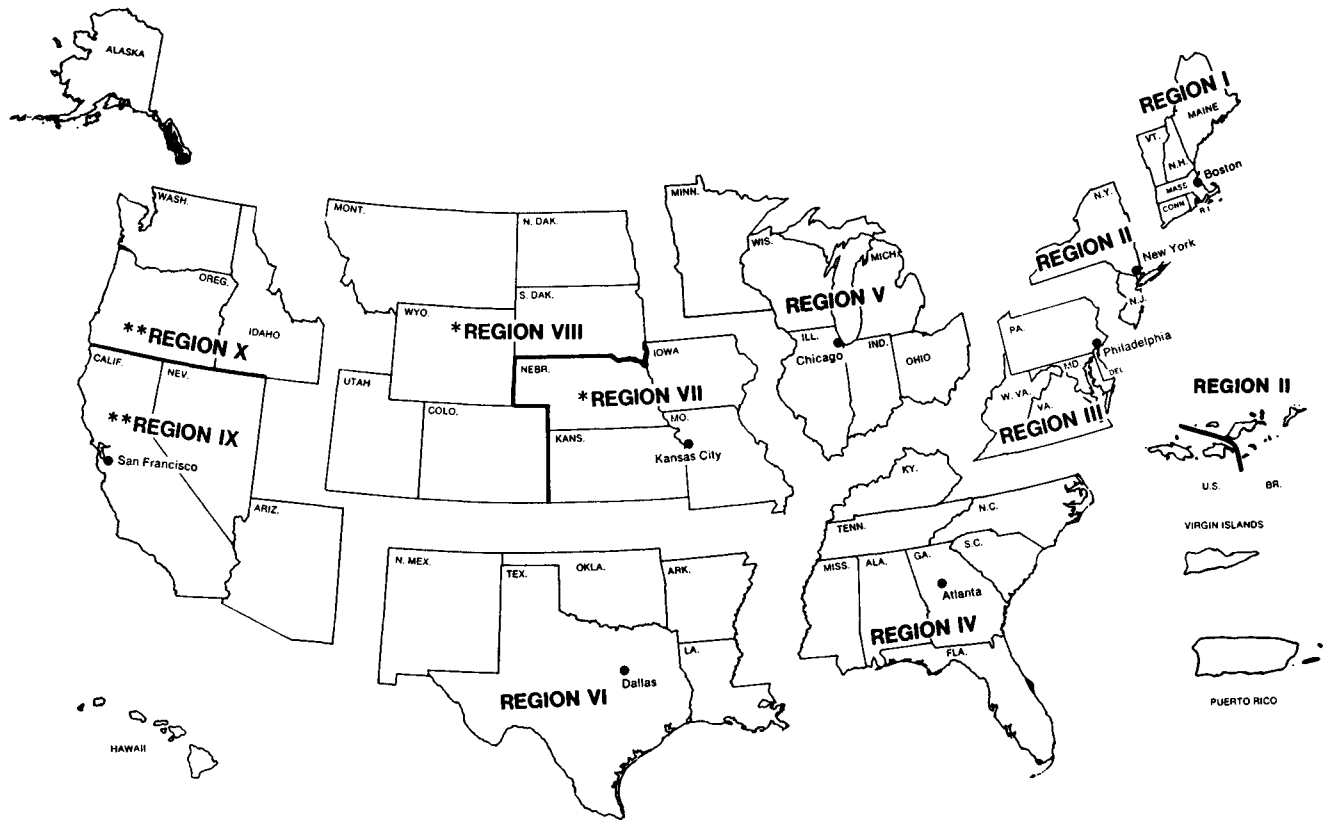 ALASKA
REGION I
MAINE
VT.
N.H.
Boston
MASS
CONN
R I
WASH.
MONT.
N. DAK.
MINN.
N.Y.
WIS.
MICH
REGION II
New York
OREG.
S. DAK.
REGION V
N.J.
IDAHO
WYO.
*REGION VIII
**REGION X
PA.
ILL.
IND.
Philadelphia
CALIF.
NEV.
IOWA
Chicago
OHIO
MD
DEL
UTAH
NEBR.
*REGION VII
W. VA.
VA.
REGION II
COLO.
MO.
REGION III
**REGION IX
KANS.
San Francisco
Kansas City
KY.
U.S.
BR.
ARIZ.
N.C.
TENN.
VIRGIN ISLANDS
S.C.
N. MEX.
TEX.
OKLA.
ARK.
MISS.
ALA.
GA.
Atlanta
REGION IV
LA.
FLA.
Dallas
REGION VI
PUERTO RICO
HAWAII